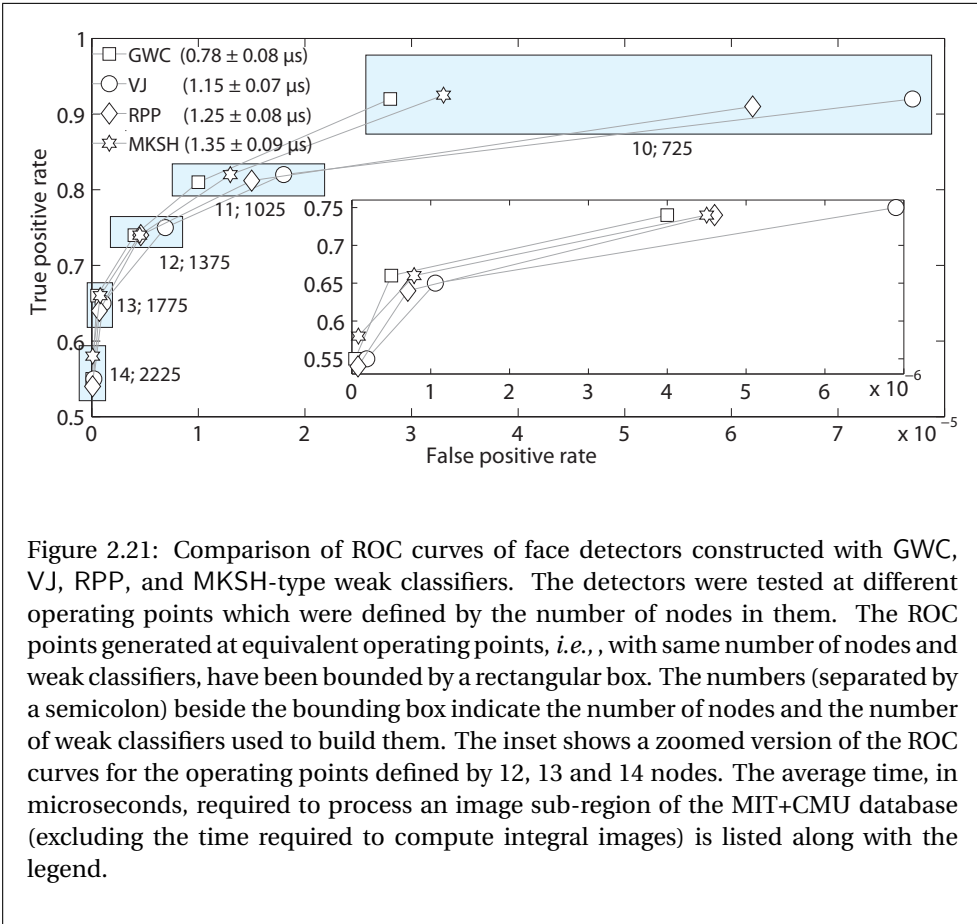 1
0.9
0.8
0.7
0.6
0.5
True positive rate
GWC (0.78 ± 0.08 µs)
VJ (1.15 ± 0.07 µs)
RPP (1.25 ± 0.08 µs)
MKSH (1.35 ± 0.09 µs)
10; 725
11; 1025
12; 1375
13; 1775
14; 2225
0.75
0.7
0.65
0.6
0.55
0 1 2 3 4 5 6 x 10⁻⁶
0 1 2 3 4 5 6 7 x 10⁻⁵
False positive rate
Figure 2.21: Comparison of ROC curves of face detectors constructed with GWC,
VJ, RPP, and MKSH-type weak classifiers. The detectors were tested at different
operating points which were defined by the number of nodes in them. The ROC
points generated at equivalent operating points, i.e., , with same number of nodes and
weak classifiers, have been bounded by a rectangular box. The numbers (separated by
a semicolon) beside the bounding box indicate the number of nodes and the number
of weak classifiers used to build them. The inset shows a zoomed version of the ROC
curves for the operating points defined by 12, 13 and 14 nodes. The average time, in
microseconds, required to process an image sub-region of the MIT+CMU database
(excluding the time required to compute integral images) is listed along with the
legend.